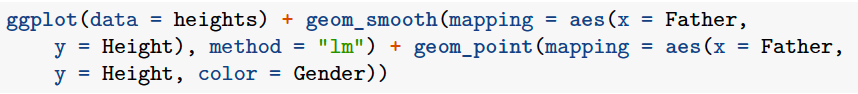 ggplot(data = heights) + geom_smooth(mapping = aes(x = Father,
    y = Height), method = "lm") + geom_point(mapping = aes(x = Father,
    y = Height, color = Gender))